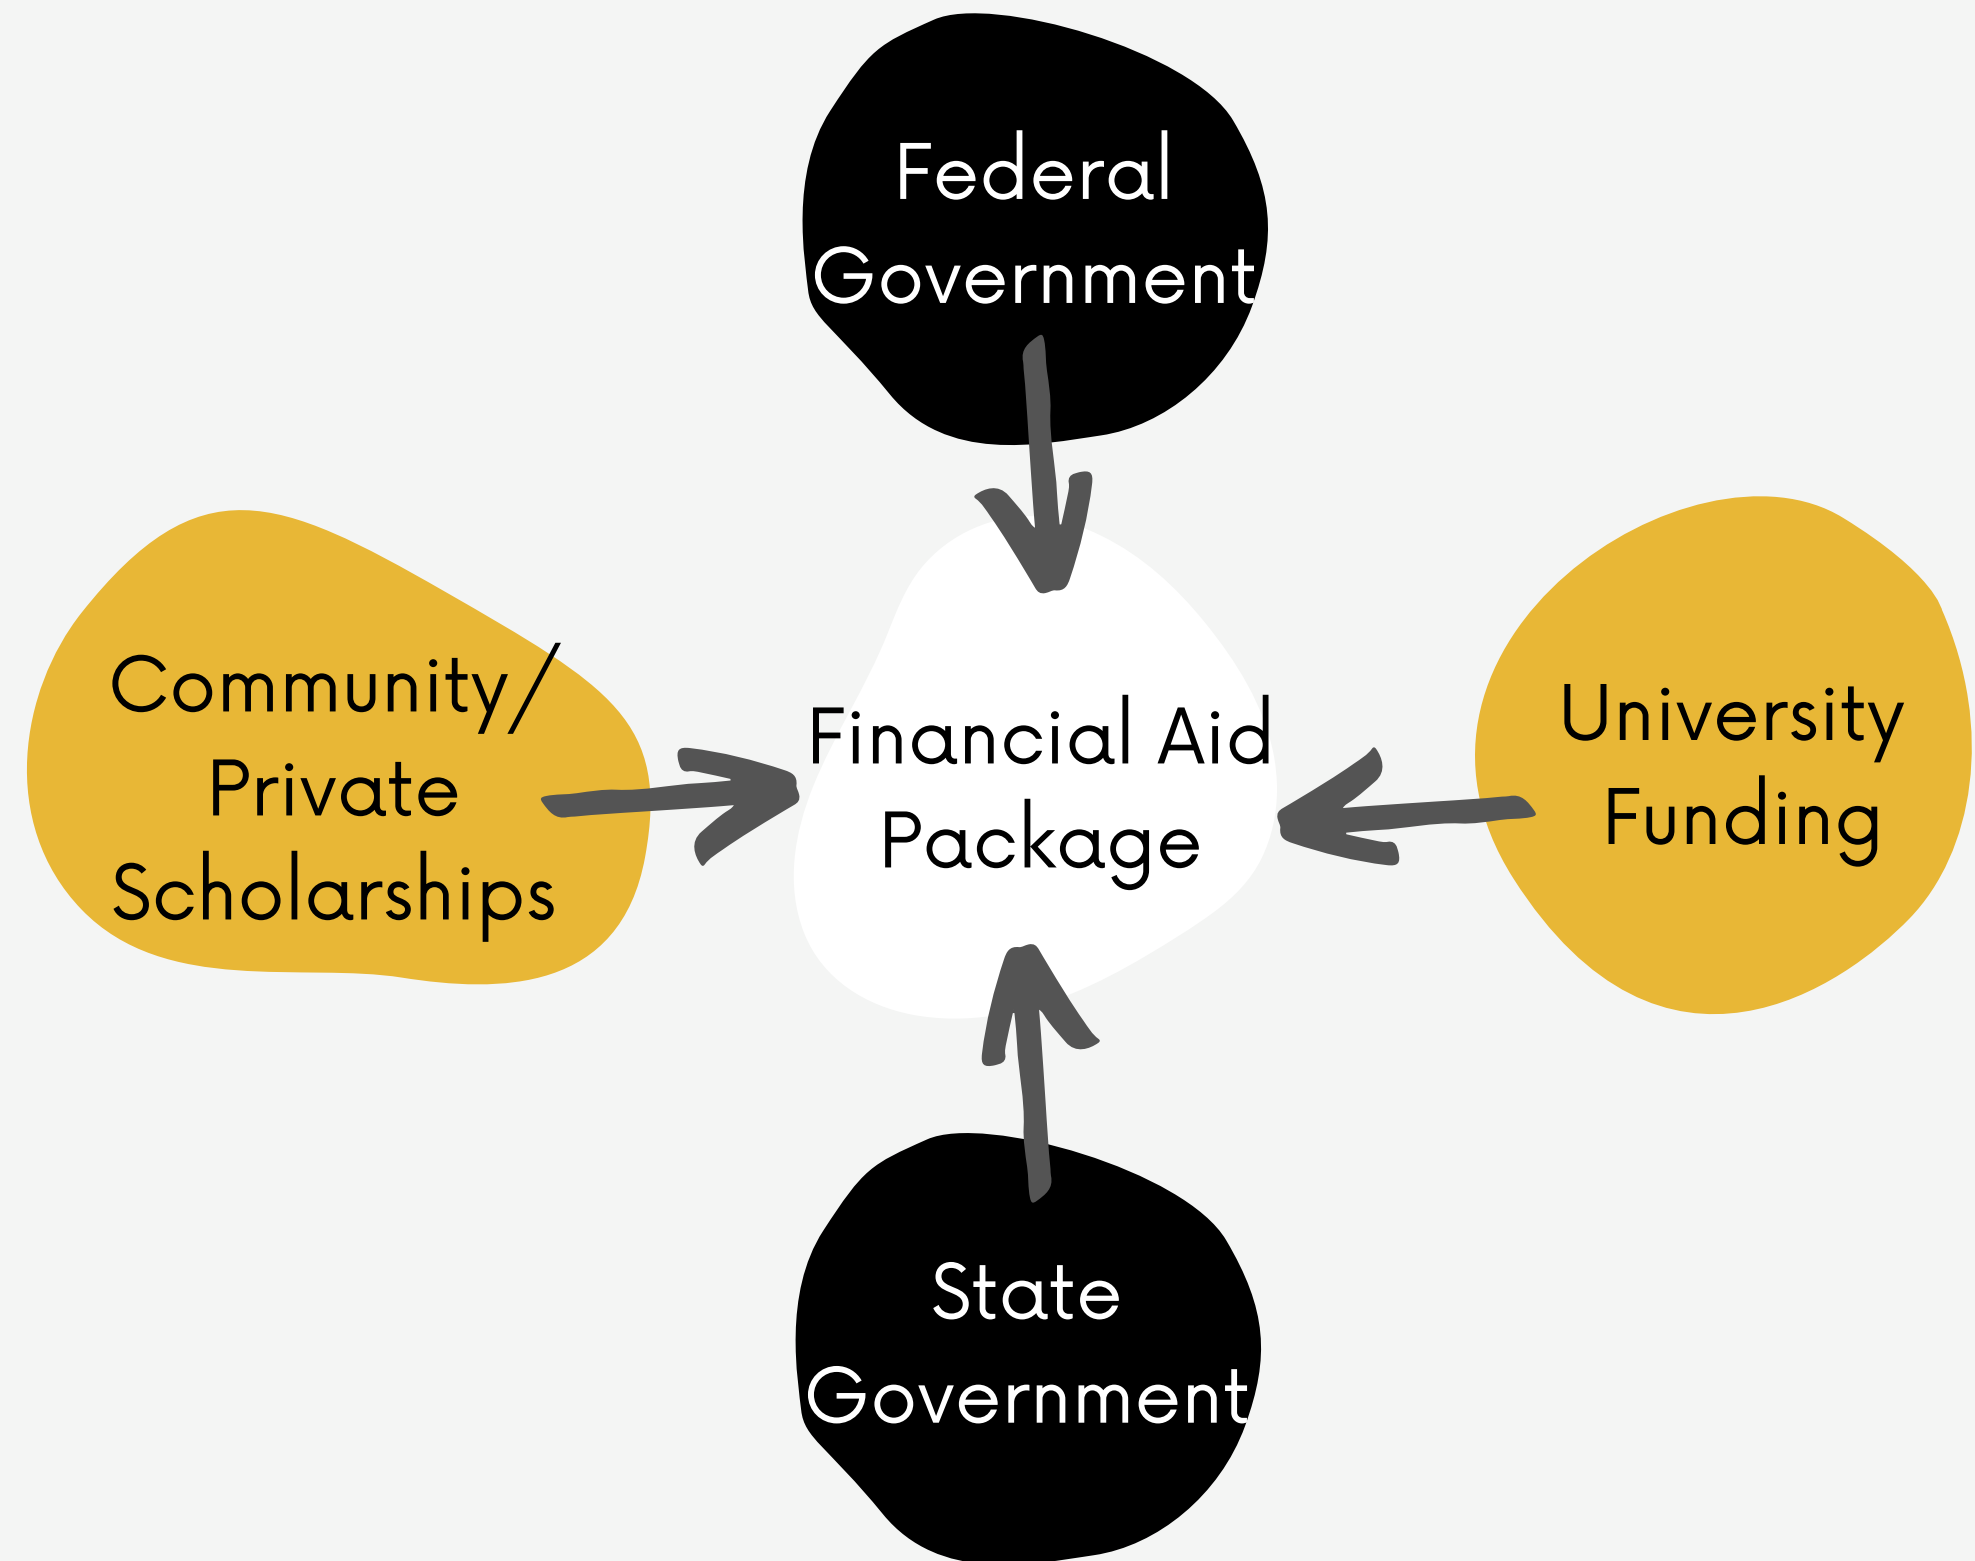 Federal
Government
Community/
Private
Scholarships
Financial Aid
Package
University
Funding
State
Government